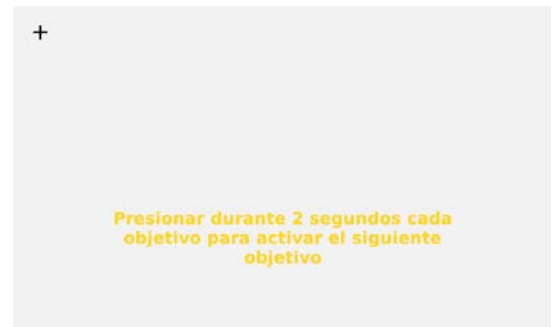 +
Presionar durante 2 segundos cada
objetivo para activar el siguiente
objetivo